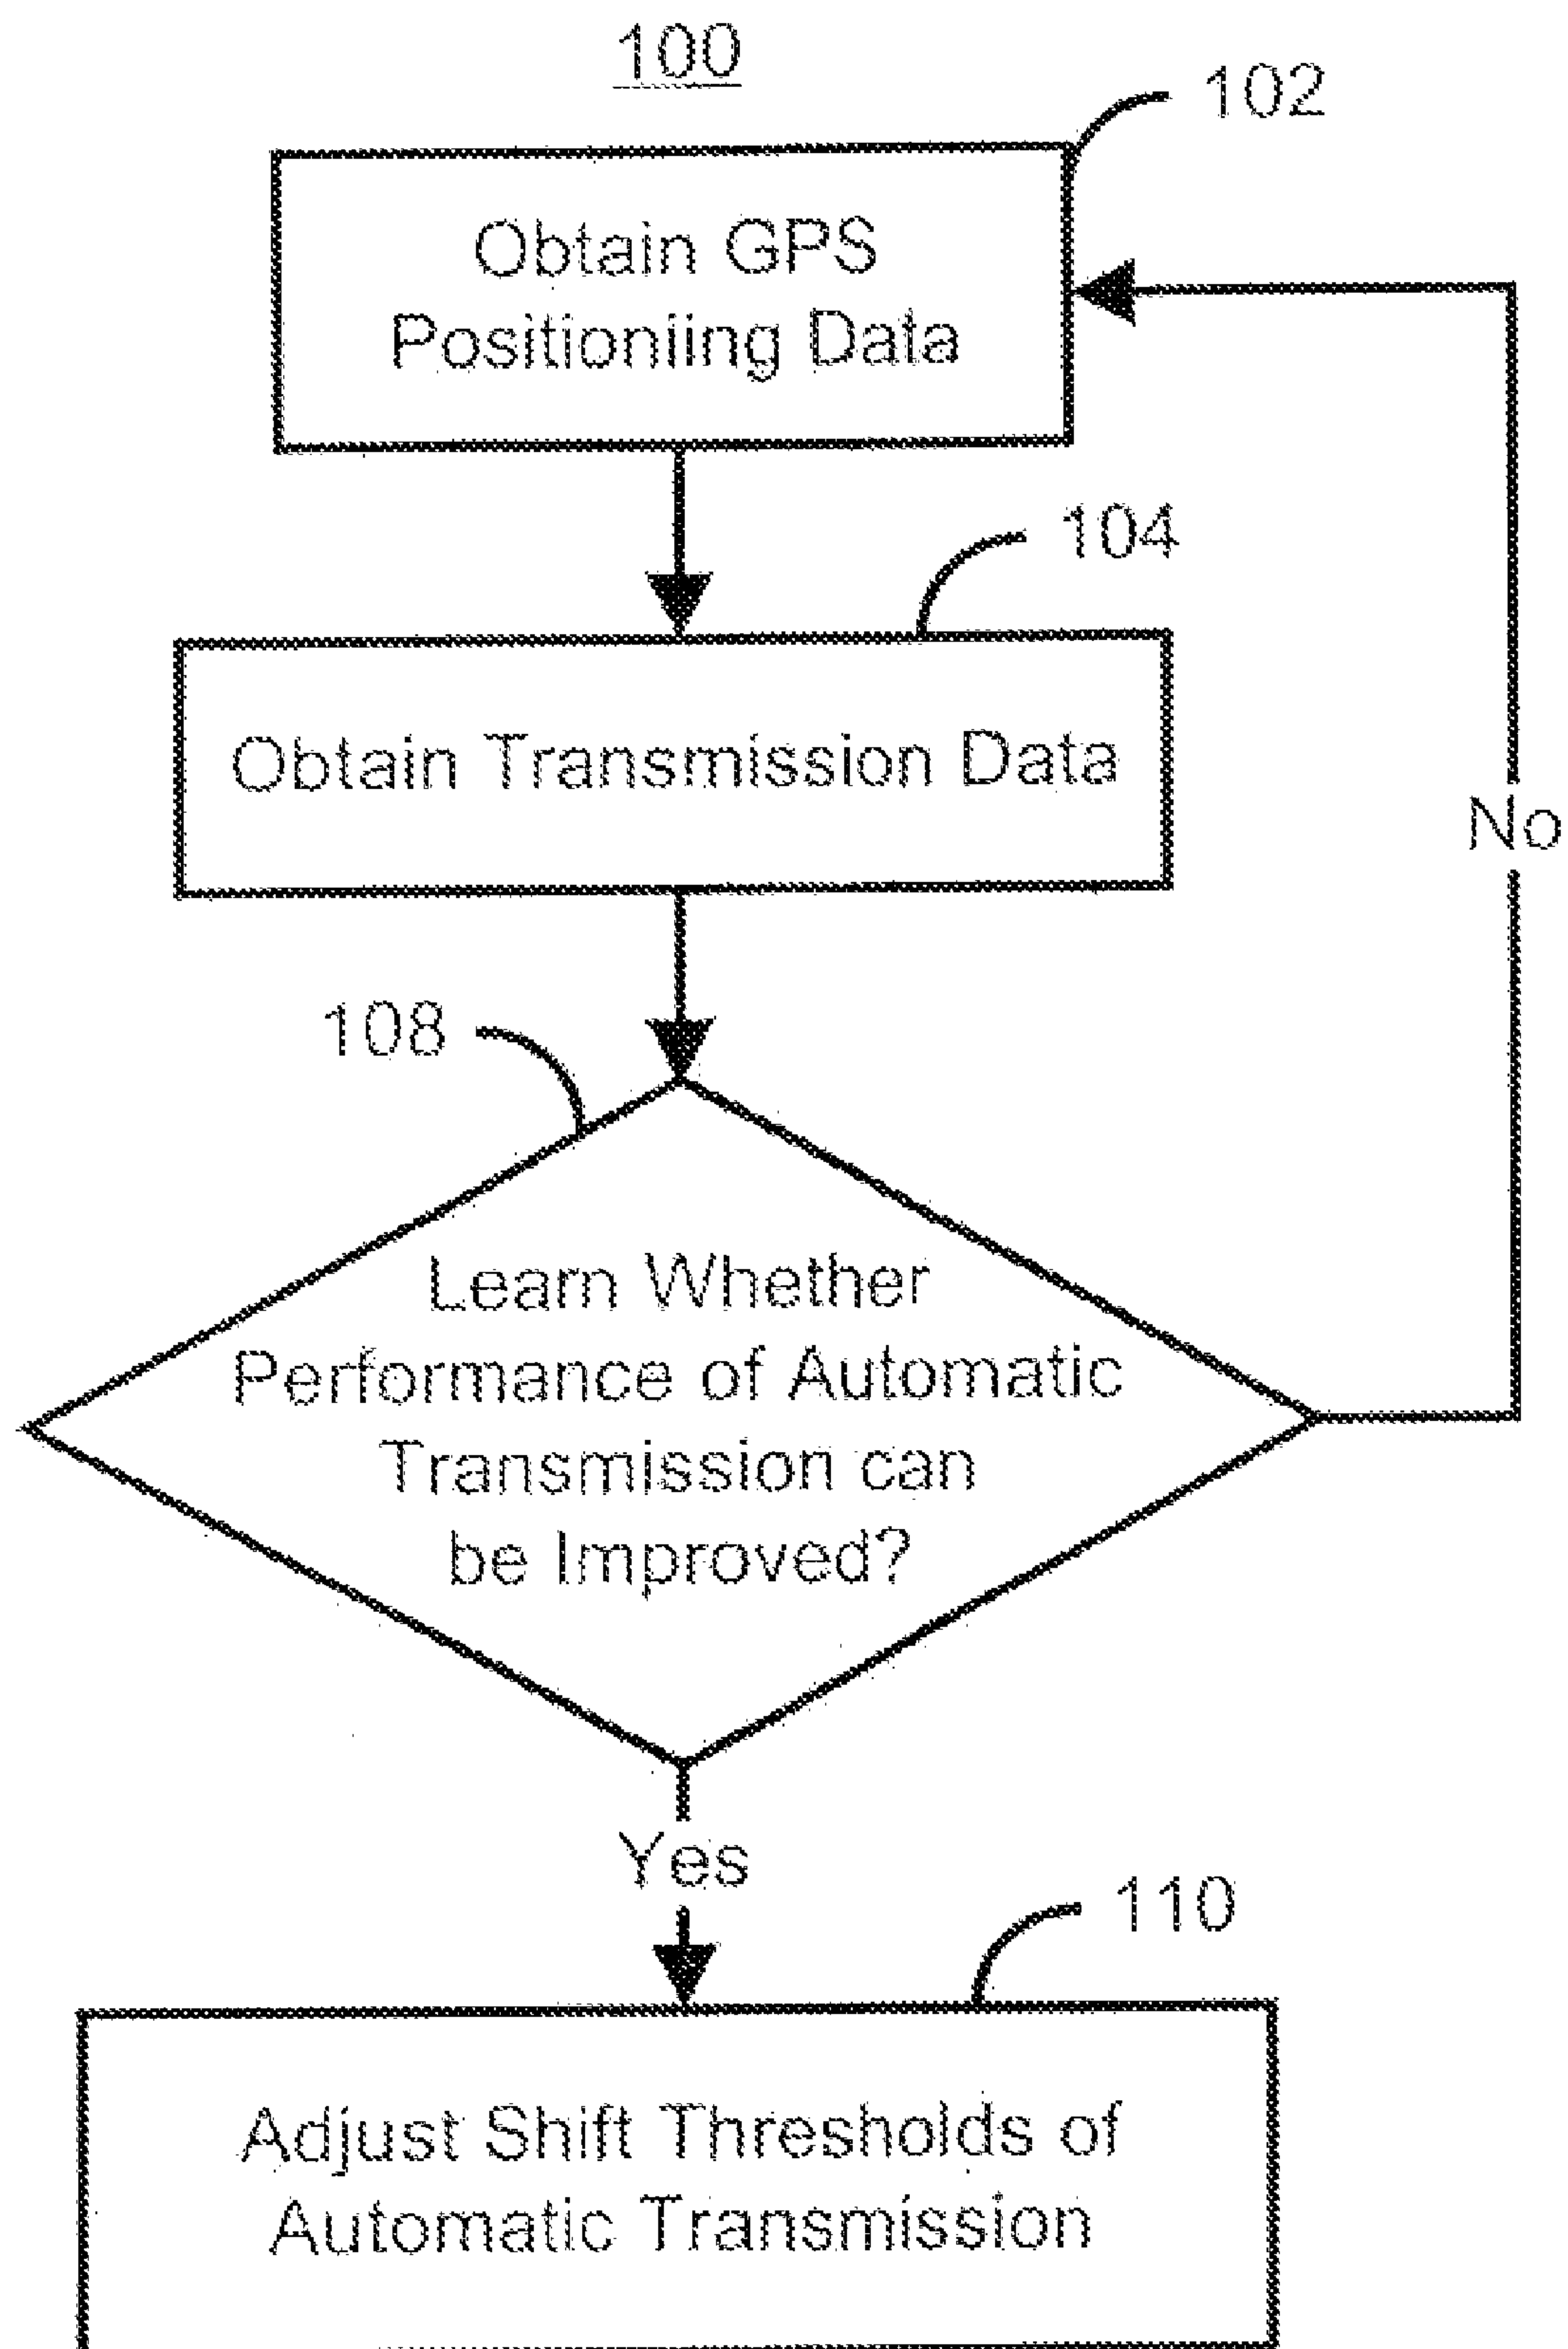 100
102
Obtain GPS
Positioniing Data
104
Obtain Transmission Data
No
108
Learn Whether
Performance of Automatic
Transmission can
be Improved?
Yes
110
Adjust Shift Thresholds of
Automatic Transmission